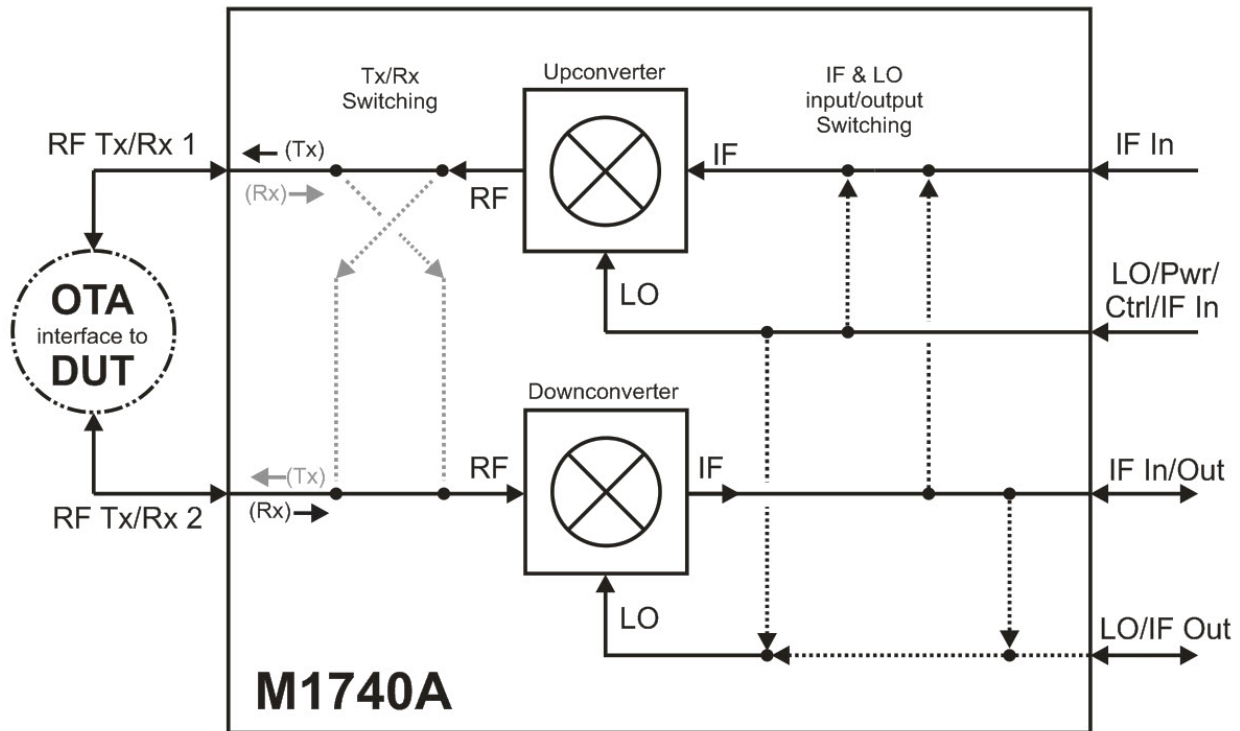 Tx/Rx
Switching
Upconverter
IF & LO
input/output
Switching
RF Tx/Rx 1
(Tx)
(Rx)
RF
IF
IF In
LO
LO/Pwr/
Ctrl/IF In
OTA
interface to
DUT
Downconverter
RF Tx/Rx 2
(Tx)
(Rx)
RF
IF
IF In/Out
LO
LO/IF Out
M1740A